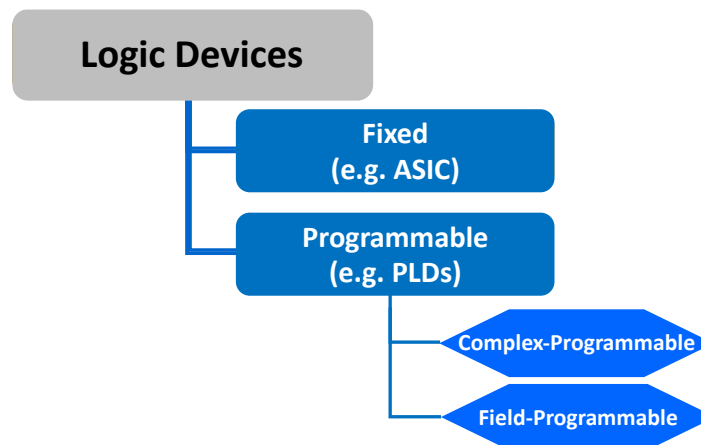 Logic Devices
Fixed
(e.g. ASIC)
Programmable
(e.g. PLDs)
Complex-Programmable
Field-Programmable